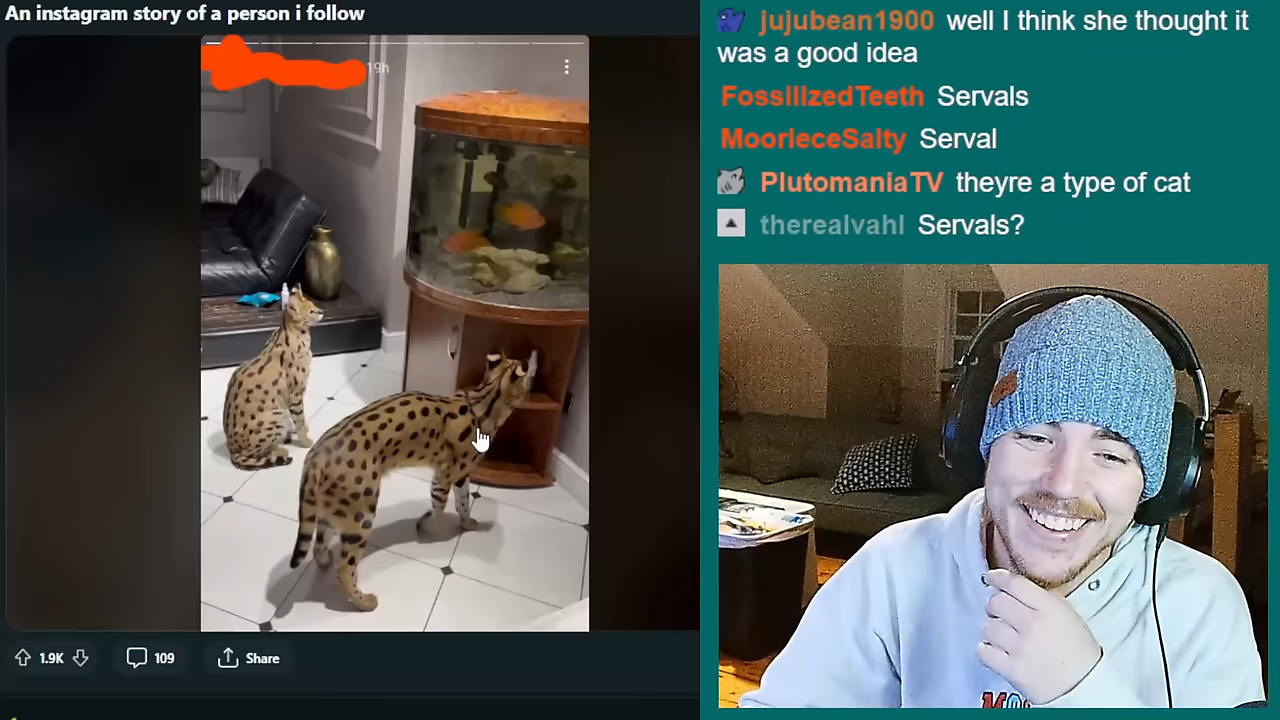 An instagram story of a person i follow
19h
1.9K
109
Share
jujubean1900 well I think she thought it
was a good idea
FossilizedTeeth Servals
MoorleceSalty Serval
PlutomaniaTV theyre a type of cat
therealvahl Servals?